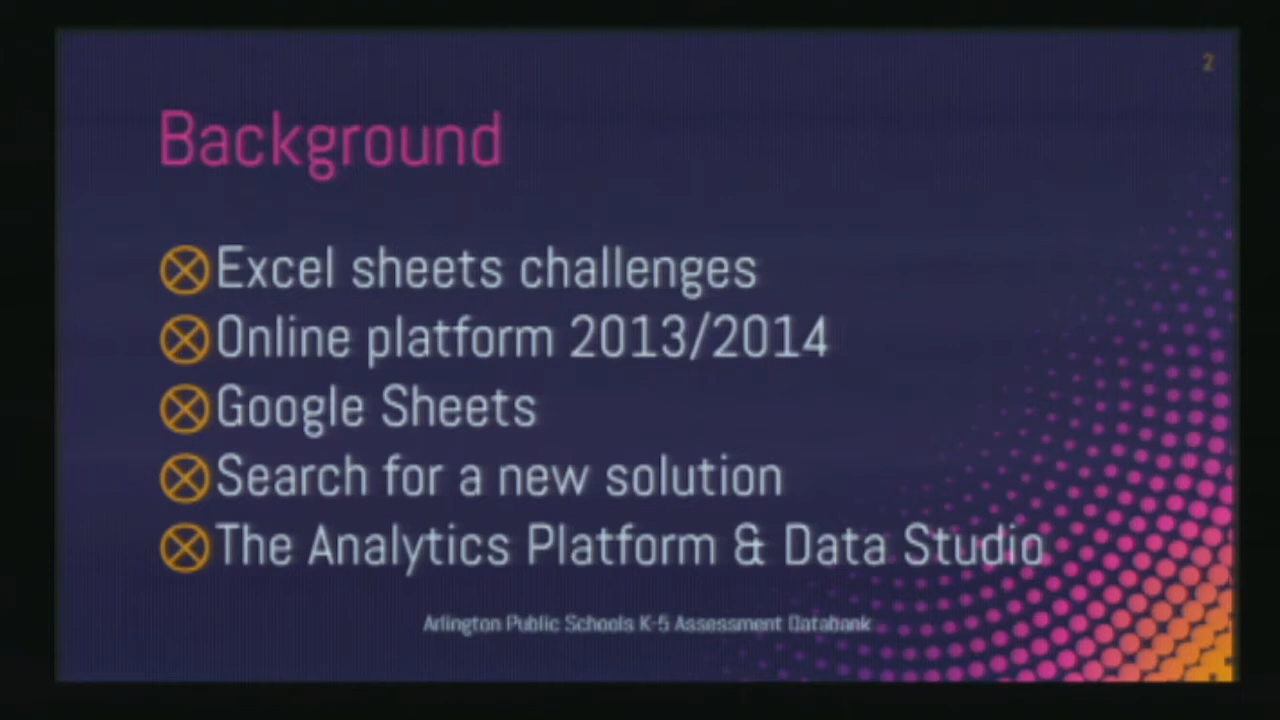 2
Background
Excel sheets challenges
Online platform 2013/2014
Google Sheets
Search for a new solution
The Analytics Platform & Data Studio
Arlington Public Schools K-5 Assessment Databank